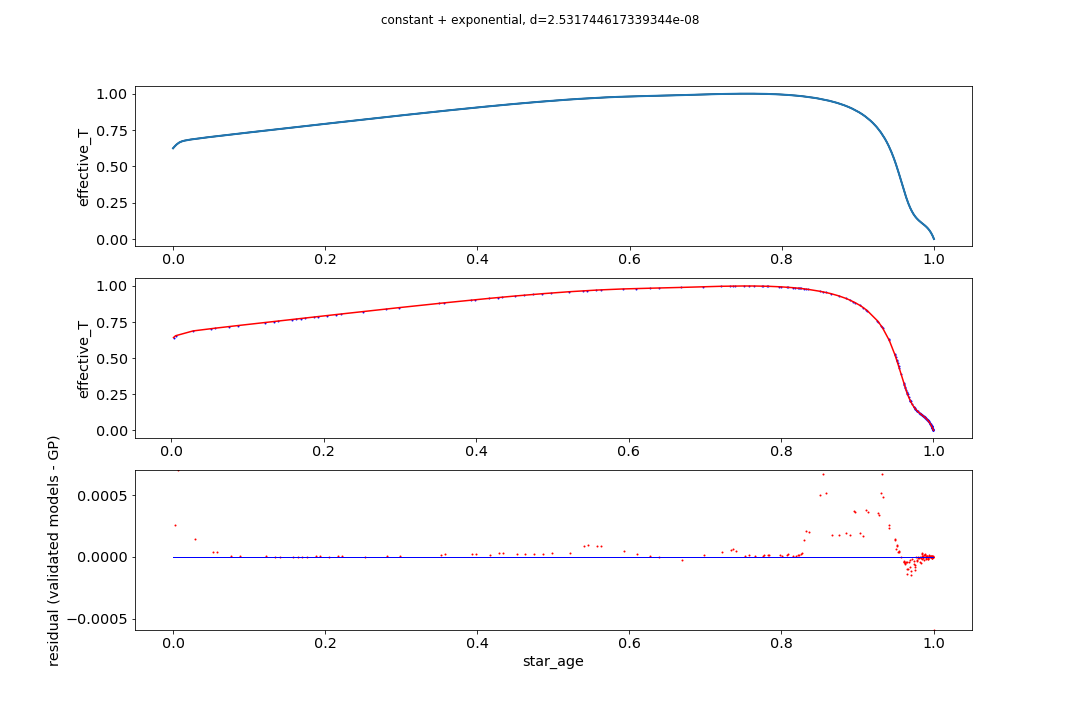 constant + exponential, d=2.531744617339344e-08
effective_T
1.00
0.75
0.50
0.25
0.00
0.0 0.2 0.4 0.6 0.8 1.0
effective_T
1.00
0.75
0.50
0.25
0.00
0.0 0.2 0.4 0.6 0.8 1.0
residual (validated models - GP)
0.0005
0.0000
−0.0005
0.0 0.2 0.4 0.6 0.8 1.0
star_age